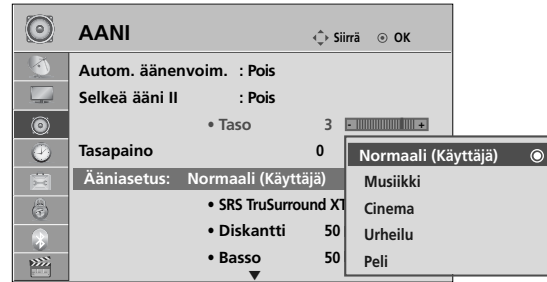 AANI
Siirrä OK
Autom. äänenvoim. : Pois
Selkeä ääni II : Pois
• Taso 3 - +
Tasapaino 0
Ääniasetus: Normaali (Käyttäjä)
• SRS TruSurround XT
• Diskantti 50
• Basso 50
Normaali (Käyttäjä)
Musiikki
Cinema
Urheilu
Peli